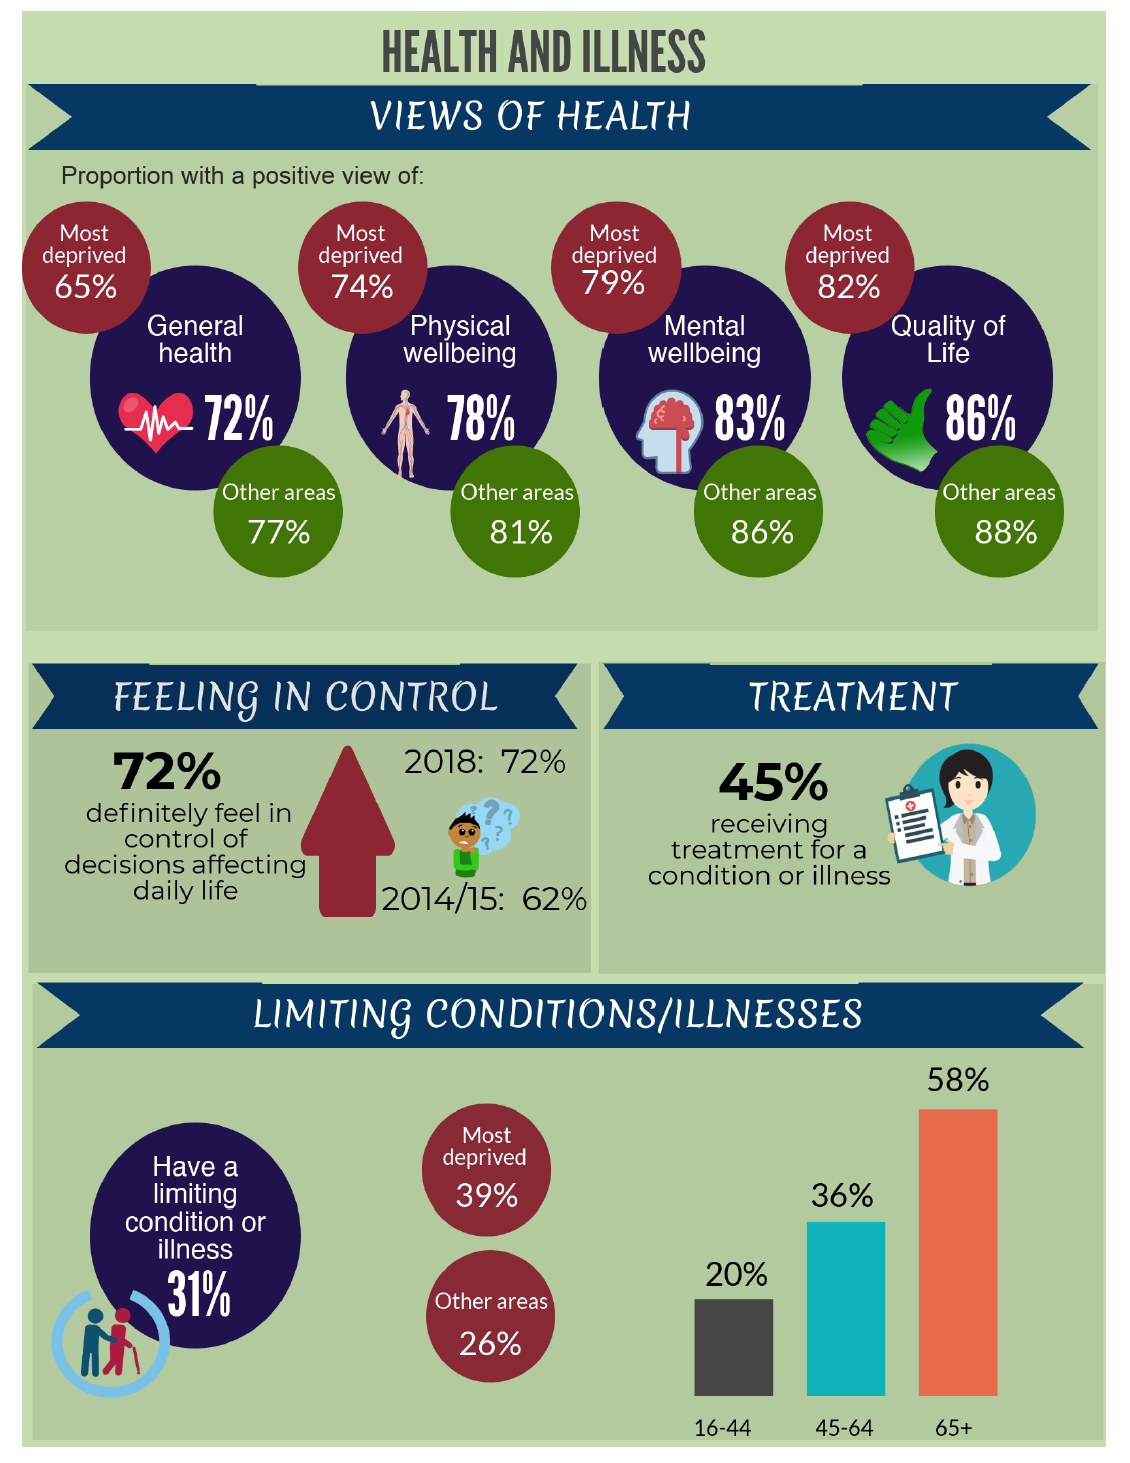 HEALTH AND ILLNESS
VIEWS OF HEALTH
Proportion with a positive view of:
Most
deprived
65%
General
health
72%
Other areas
77%
Most
deprived
74%
Physical
wellbeing
78%
Other areas
81%
Most
deprived
79%
Mental
wellbeing
83%
Other areas
86%
Most
deprived
82%
Quality of
Life
86%
Other areas
88%
FEELING IN CONTROL
72%
definitely feel in
control of
decisions affecting
daily life
2018: 72%
? ? ? ?
2014/15: 62%
TREATMENT
45%
receiving
treatment for a
condition or illness
LIMITING CONDITIONS/ILLNESSES
Have a
limiting
condition or
illness
31%
Most
deprived
39%
Other areas
26%
20%
36%
58%
16-44
45-64
65+